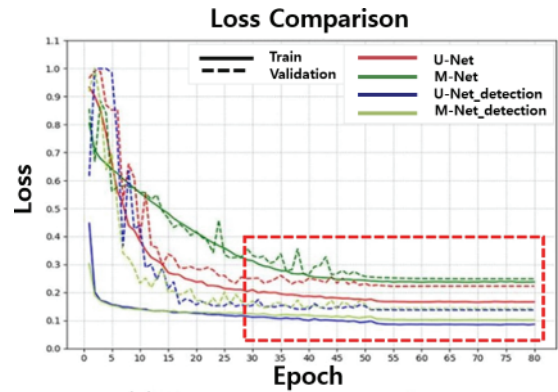 Loss Comparison
Loss
1.1
1.0
0.9
0.8
0.7
0.6
0.5
0.4
0.3
0.2
0.1
0.0
Train
Validation
U-Net
M-Net
U-Net_detection
M-Net_detection
0 5 10 15 20 25 30 35 40 45 50 55 60 65 70 75 80
Epoch